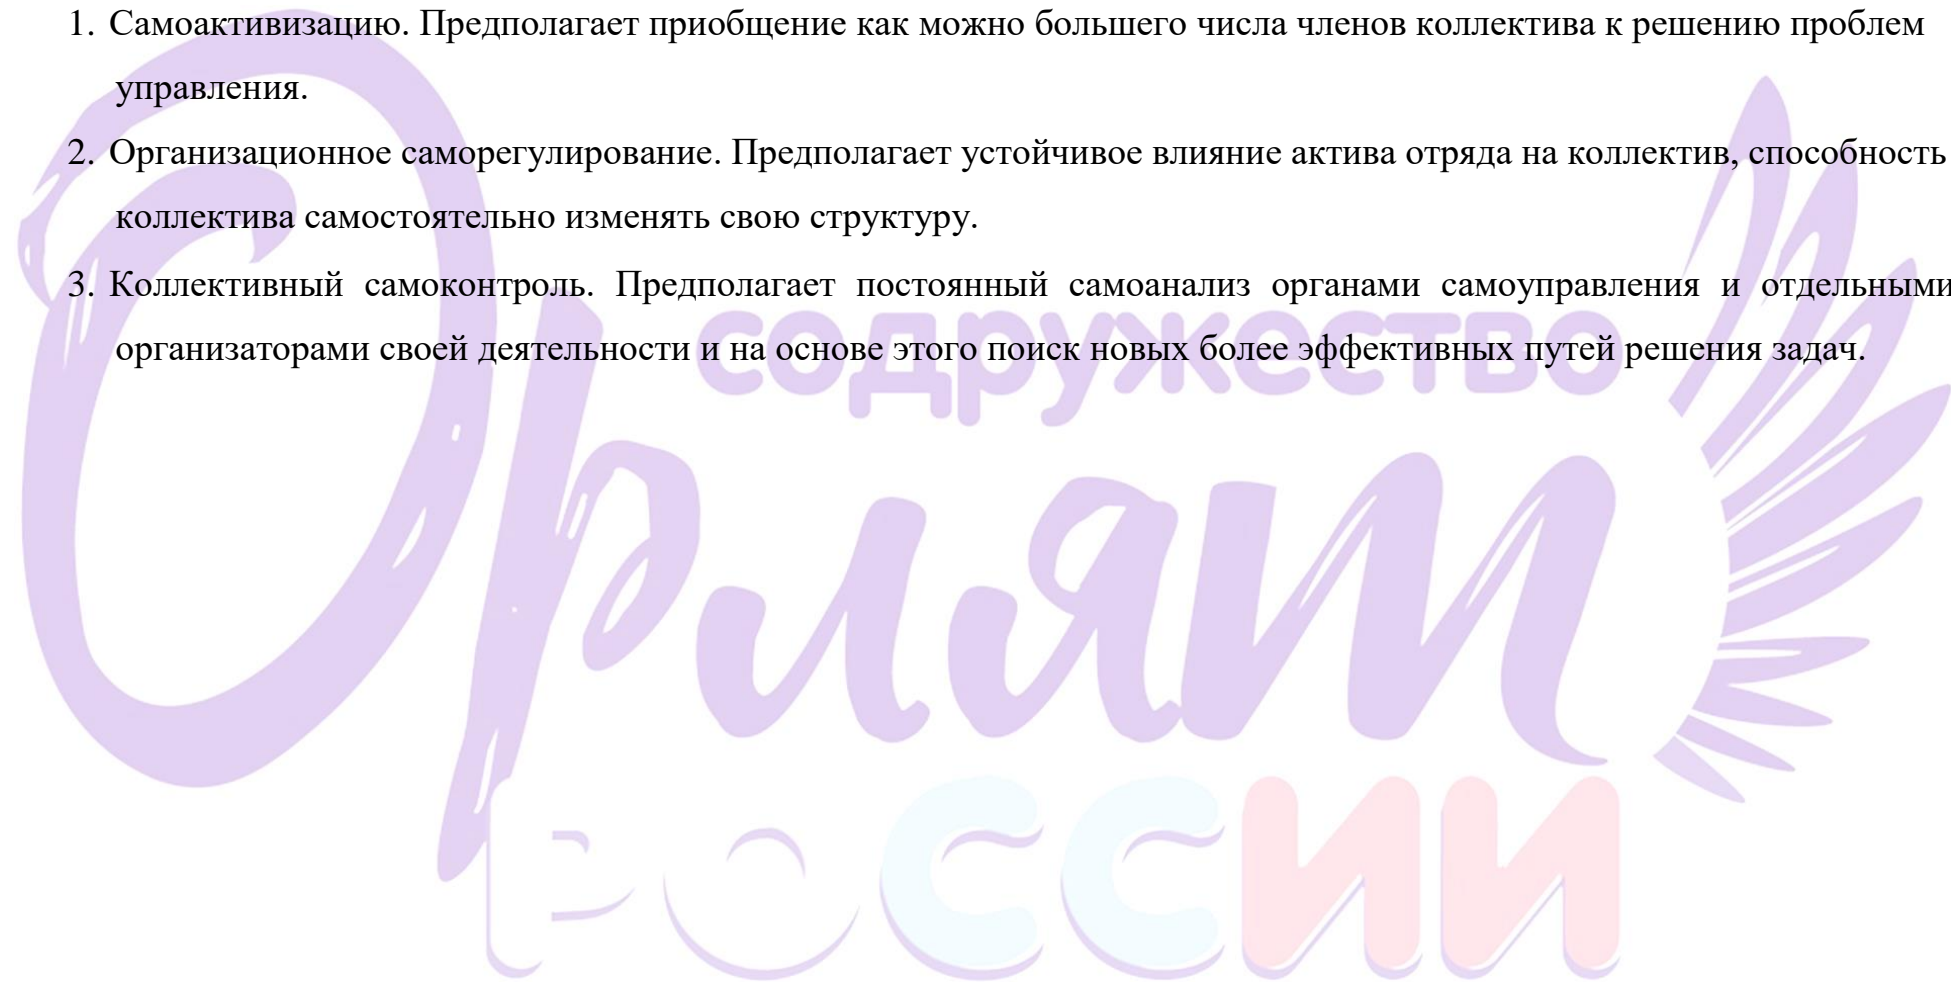 1. Самоактивизацию. Предполагает приобщение как можно большего числа членов коллектива к решению проблем
управления.
2. Организационное саморегулирование. Предполагает устойчивое влияние актива отряда на коллектив, способность
коллектива самостоятельно изменять свою структуру.
3. Коллективный самоконтроль. Предполагает постоянный самоанализ органами самоуправления и отдельными
организаторами своей деятельности и на основе этого поиск новых более эффективных путей решения задач.
содружество
Орлят
РОССИИ